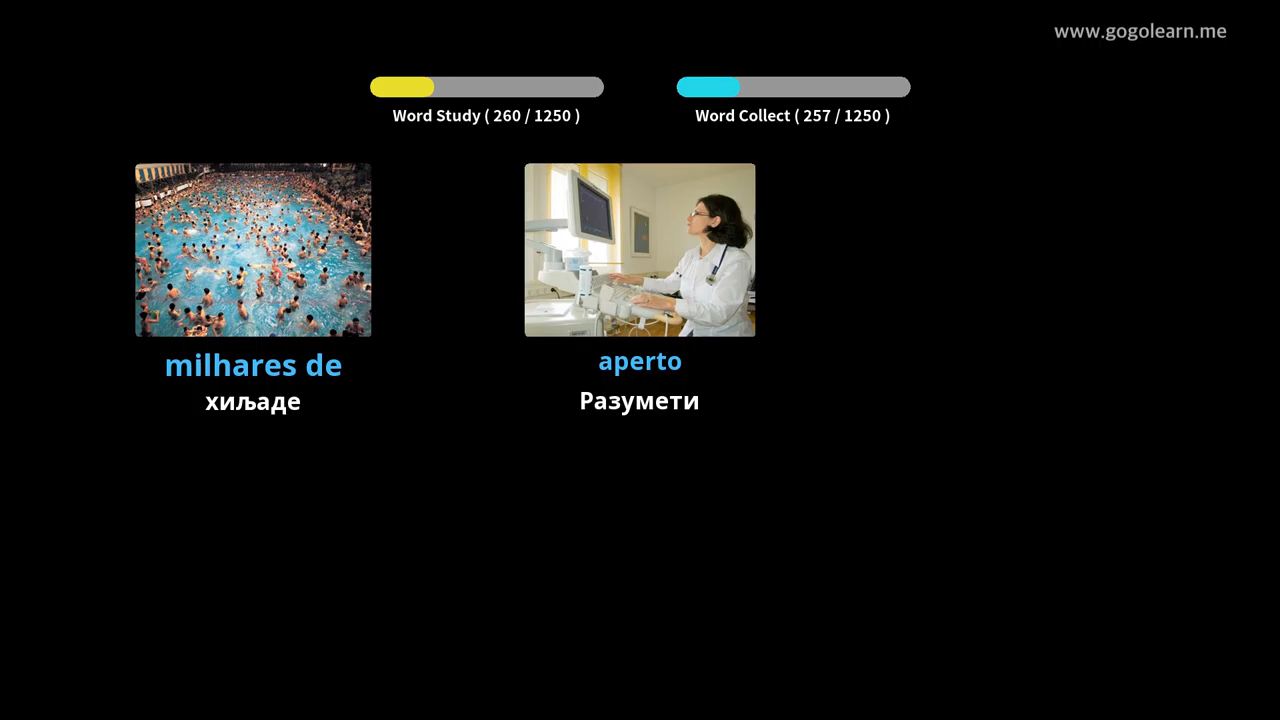 www.gogolearn.me
Word Study ( 260 / 1250 )
Word Collect ( 257 / 1250 )
milhares de
хиљаде
aperto
Разумети